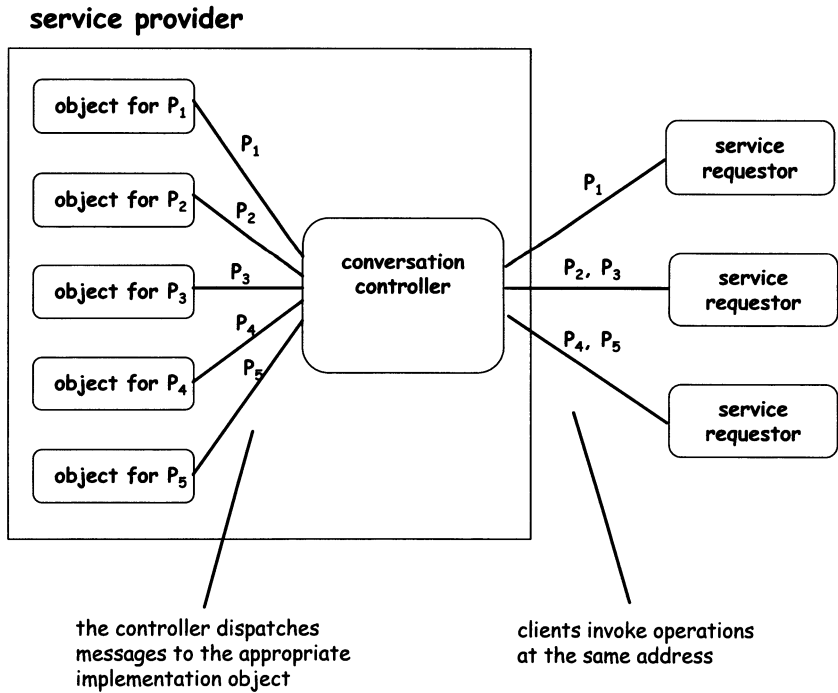 service provider
object for P₁
object for P₂
object for P₃
object for P₄
object for P₅
P₁
P₂
P₃
P₄
P₅
conversation
controller
P₁
P₂, P₃
P₄, P₅
service
requestor
service
requestor
service
requestor
the controller dispatches
messages to the appropriate
implementation object
clients invoke operations
at the same address